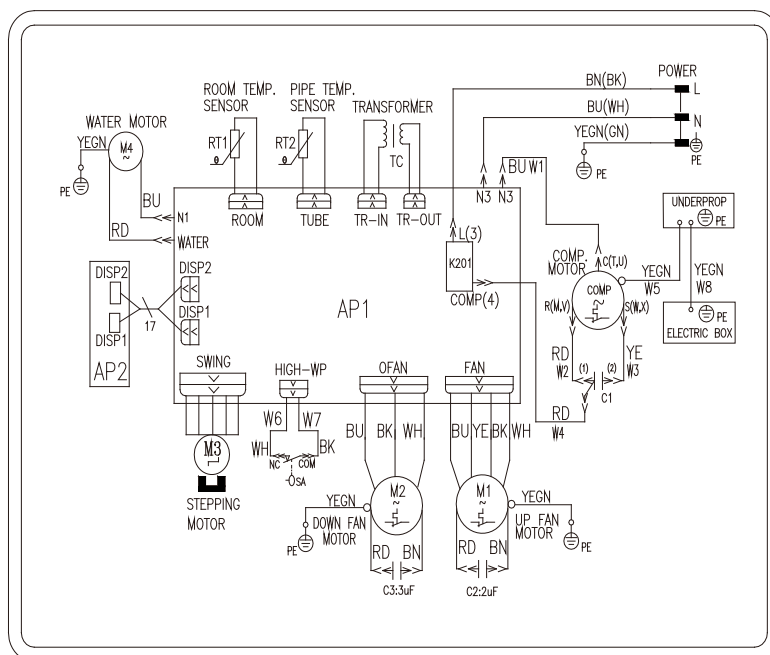 POWER
BN(BK)
L
BU(WH)
N
YEGN(GN)
PE
PE
ROOM TEMP.
SENSOR
PIPE TEMP.
SENSOR
TRANSFORMER
RT1
θ
RT2
θ
TC
WATER MOTOR
YEGN
M4
~
PE
BU
N1
RD
WATER
ROOM
TUBE
TR-IN
TR-OUT
N3
N3
BU
W1
L(3)
K201
COMP(4)
AP1
COMP.
MOTOR
C(T,U)
COMP
~
R(M,V)
S(W,X)
YEGN
W5
UNDERPROP
PE
YEGN
W8
PE
ELECTRIC BOX
RD
W2
(1)
(2)
C1
YE
W3
RD
W4
DISP2
DISP1
AP2
17
DISP2
DISP1
SWING
HIGH-WP
OFAN
FAN
W6
W7
WH
BK
NC
COM
SA
M3
STEPPING
MOTOR
BU
BK
WH
BU
YE
BK
WH
M2
~
YEGN
DOWN FAN
MOTOR
PE
RD
BN
C3:3uF
M1
~
YEGN
UP FAN
MOTOR
PE
RD
BN
C2:2uF